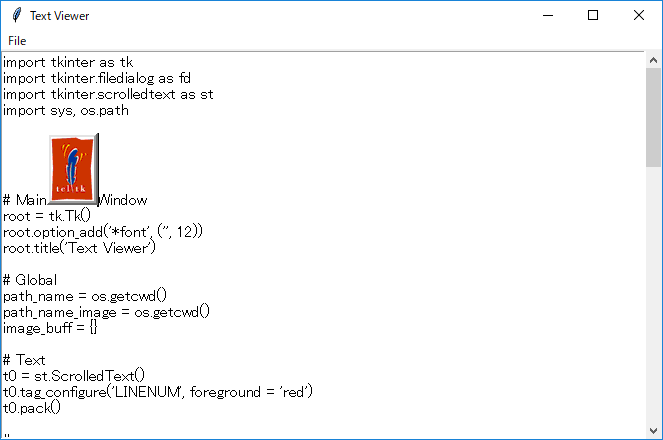 Text Viewer
File
import tkinter as tk
import tkinter.filedialog as fd
import tkinter.scrolledtext as st
import sys, os.path
tcl tk
# Main Window
root = tk.Tk()
root.option_add('*font', ('', 12))
root.title('Text Viewer')
# Global
path_name = os.getcwd()
path_name_image = os.getcwd()
image_buff = {}
# Text
t0 = st.ScrolledText()
t0.tag_configure('LINENUM', foreground = 'red')
t0.pack()